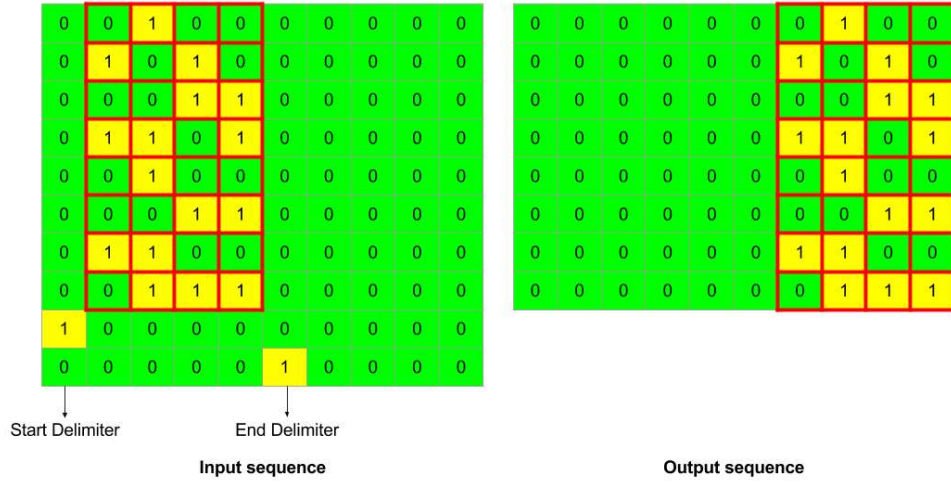 0 0 1 0 0 0 0 0 0 0 0 0 0 0 0 0 0 1 0 0
0 1 0 1 0 0 0 0 0 0 0 0 0 0 0 0 1 0 1 0
0 0 0 1 1 0 0 0 0 0 0 0 0 0 0 0 0 0 1 1
0 1 1 0 1 0 0 0 0 0 0 0 0 0 0 0 1 1 0 1
0 0 1 0 0 0 0 0 0 0 0 0 0 0 0 0 0 1 0 0
0 0 0 1 1 0 0 0 0 0 0 0 0 0 0 0 0 0 1 1
0 1 1 0 0 0 0 0 0 0 0 0 0 0 0 0 1 1 0 0
0 0 1 1 1 0 0 0 0 0 0 0 0 0 0 0 0 1 1 1
1 0 0 0 0 0 0 0 0 0
0 0 0 0 0 1 0 0 0 0
Start Delimiter End Delimiter
Input sequence Output sequence